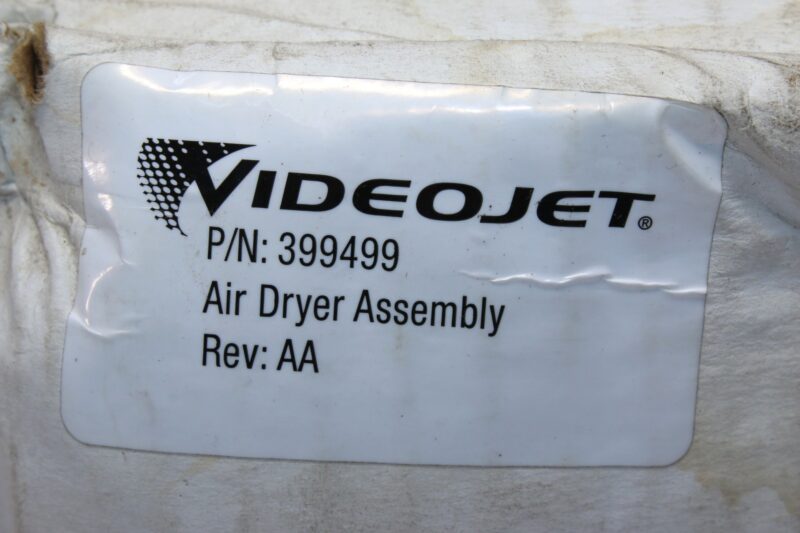 VIDEOJET®
P/N: 399499
Air Dryer Assembly
Rev: AA